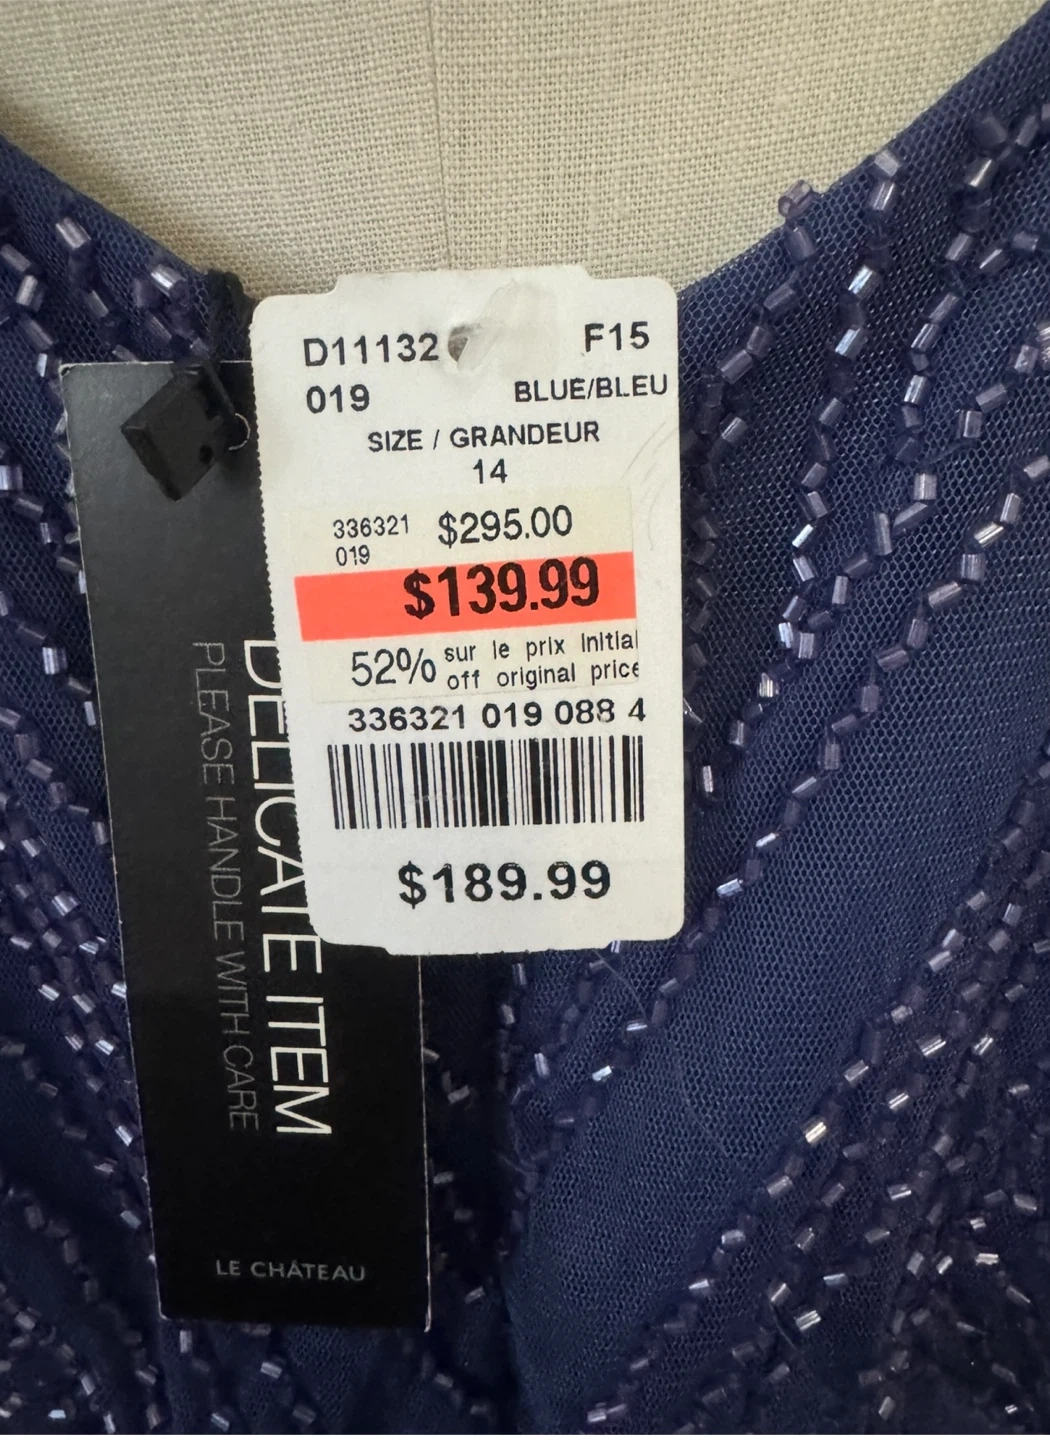 D11132
F15
019
BLUE/BLEU
SIZE / GRANDEUR
14
336321 $295.00
019
$139.99
52% sur le prix initial
off original price
336321 019 088 4
$189.99
DELICATE ITEM
PLEASE HANDLE WITH CARE
LE CHÂTEAU